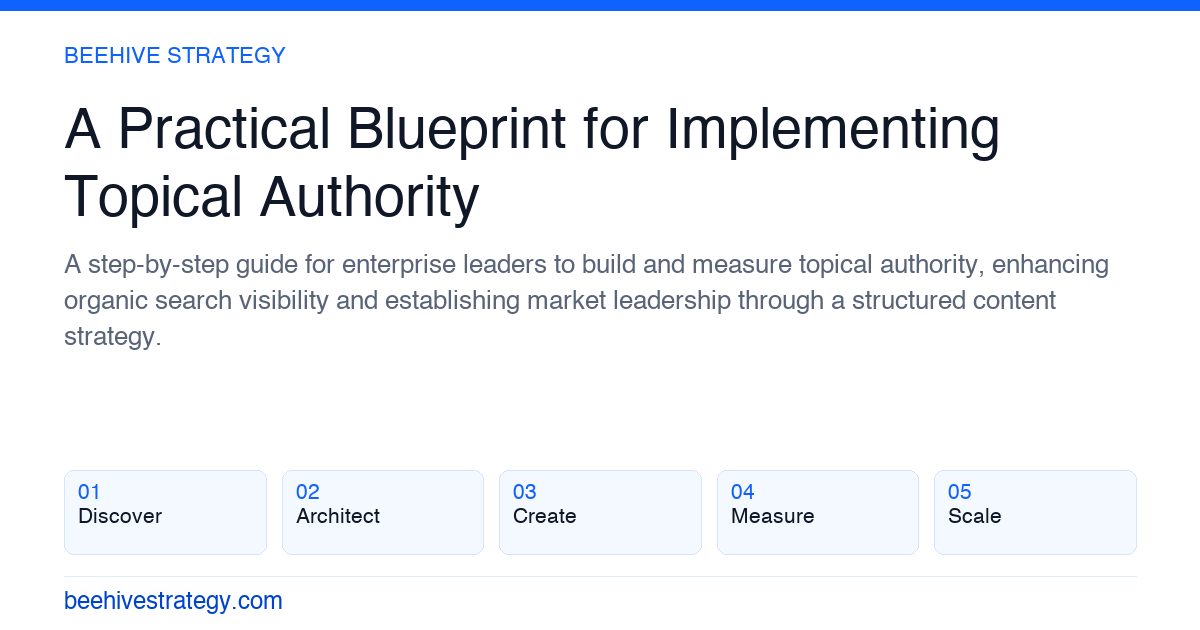 BEEHIVE STRATEGY
A Practical Blueprint for Implementing
Topical Authority
A step-by-step guide for enterprise leaders to build and measure topical authority, enhancing
organic search visibility and establishing market leadership through a structured content
strategy.
01
Discover
02
Architect
03
Create
04
Measure
05
Scale
beehivestrategy.com